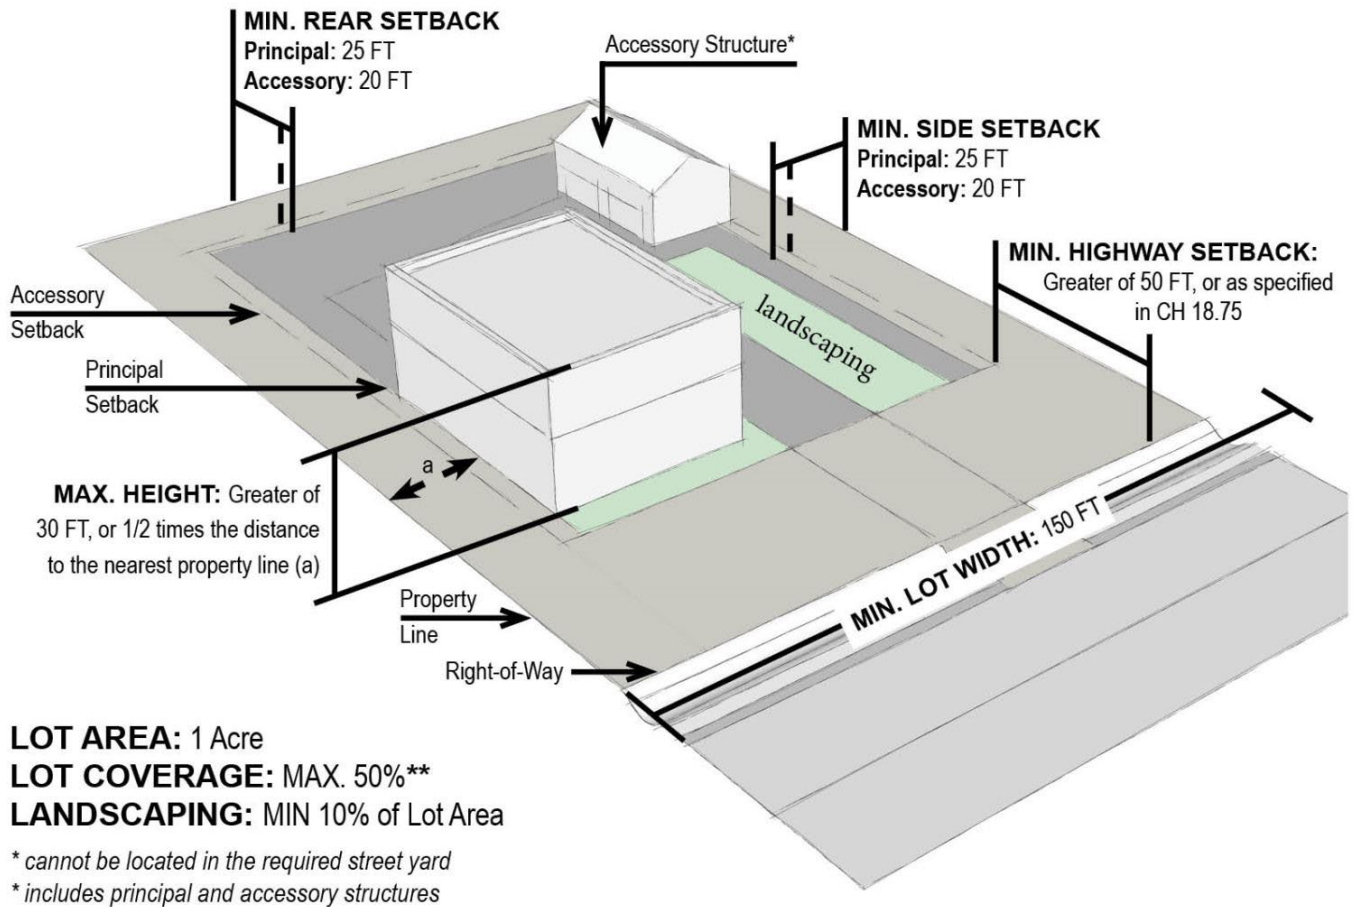 MIN. REAR SETBACK
Principal: 25 FT
Accessory: 20 FT
Accessory Structure*
MIN. SIDE SETBACK
Principal: 25 FT
Accessory: 20 FT
MIN. HIGHWAY SETBACK:
Greater of 50 FT, or as specified
in CH 18.75
Accessory
Setback
Principal
Setback
landscaping
a
MAX. HEIGHT: Greater of
30 FT, or 1/2 times the distance
to the nearest property line (a)
MIN. LOT WIDTH: 150 FT
Property
Line
Right-of-Way
LOT AREA: 1 Acre
LOT COVERAGE: MAX. 50%**
LANDSCAPING: MIN 10% of Lot Area
* cannot be located in the required street yard
* includes principal and accessory structures